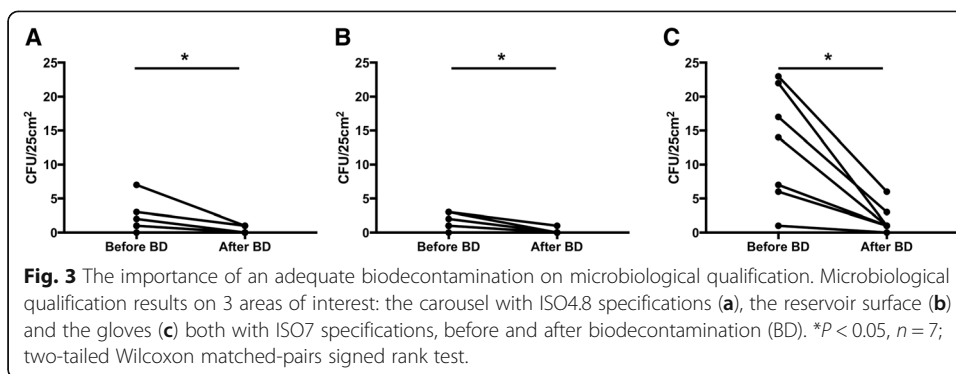 A
B
C
*
*
*
CFU/25cm²
25
20
15
10
5
0
Before BD
After BD
CFU/25cm²
25
20
15
10
5
0
Before BD
After BD
CFU/25cm²
25
20
15
10
5
0
Before BD
After BD
Fig. 3 The importance of an adequate biodecontamination on microbiological qualification. Microbiological
qualification results on 3 areas of interest: the carousel with ISO4.8 specifications (a), the reservoir surface (b)
and the gloves (c) both with ISO7 specifications, before and after biodecontamination (BD). *P < 0.05, n = 7;
two-tailed Wilcoxon matched-pairs signed rank test.